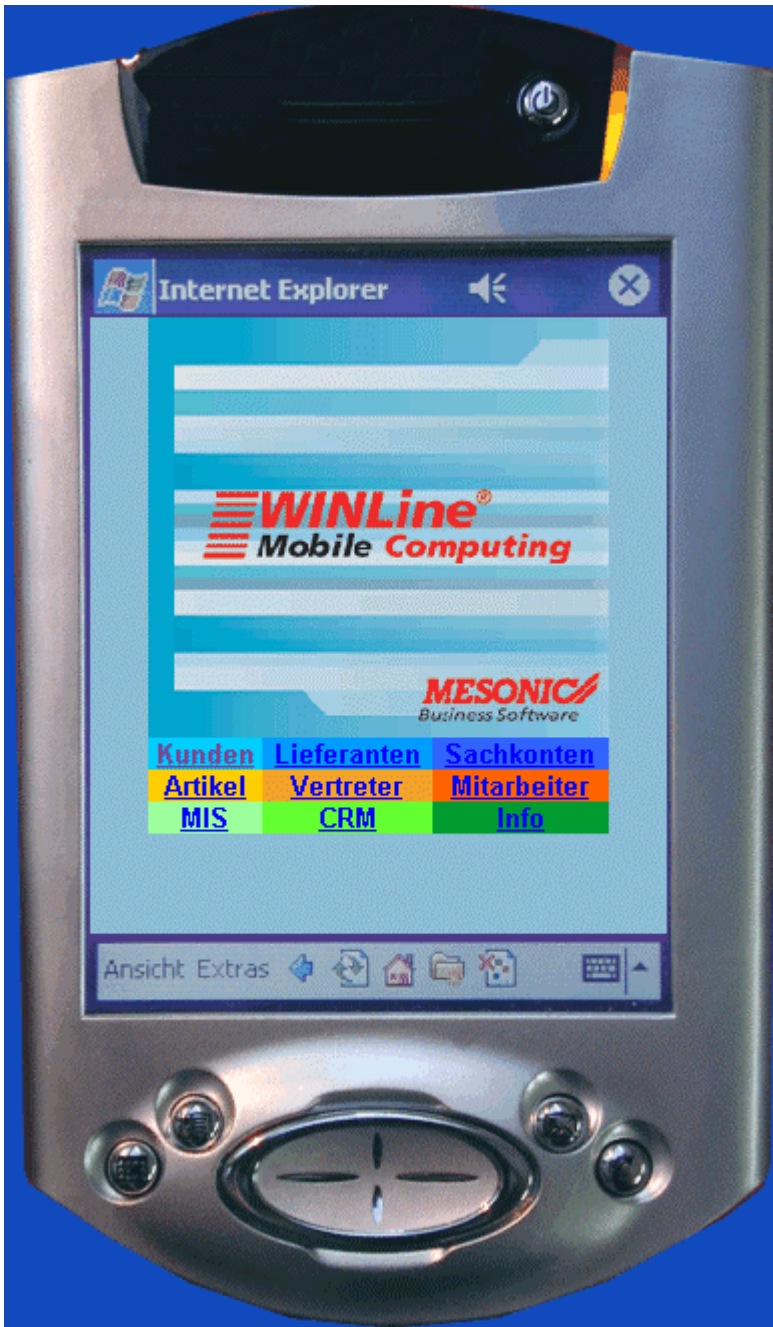 Internet Explorer
WINLine®
Mobile Computing
MESONIC
Business Software
Kunden Lieferanten Sachkonten
Artikel Vertreter Mitarbeiter
MIS CRM Info
Ansicht Extras